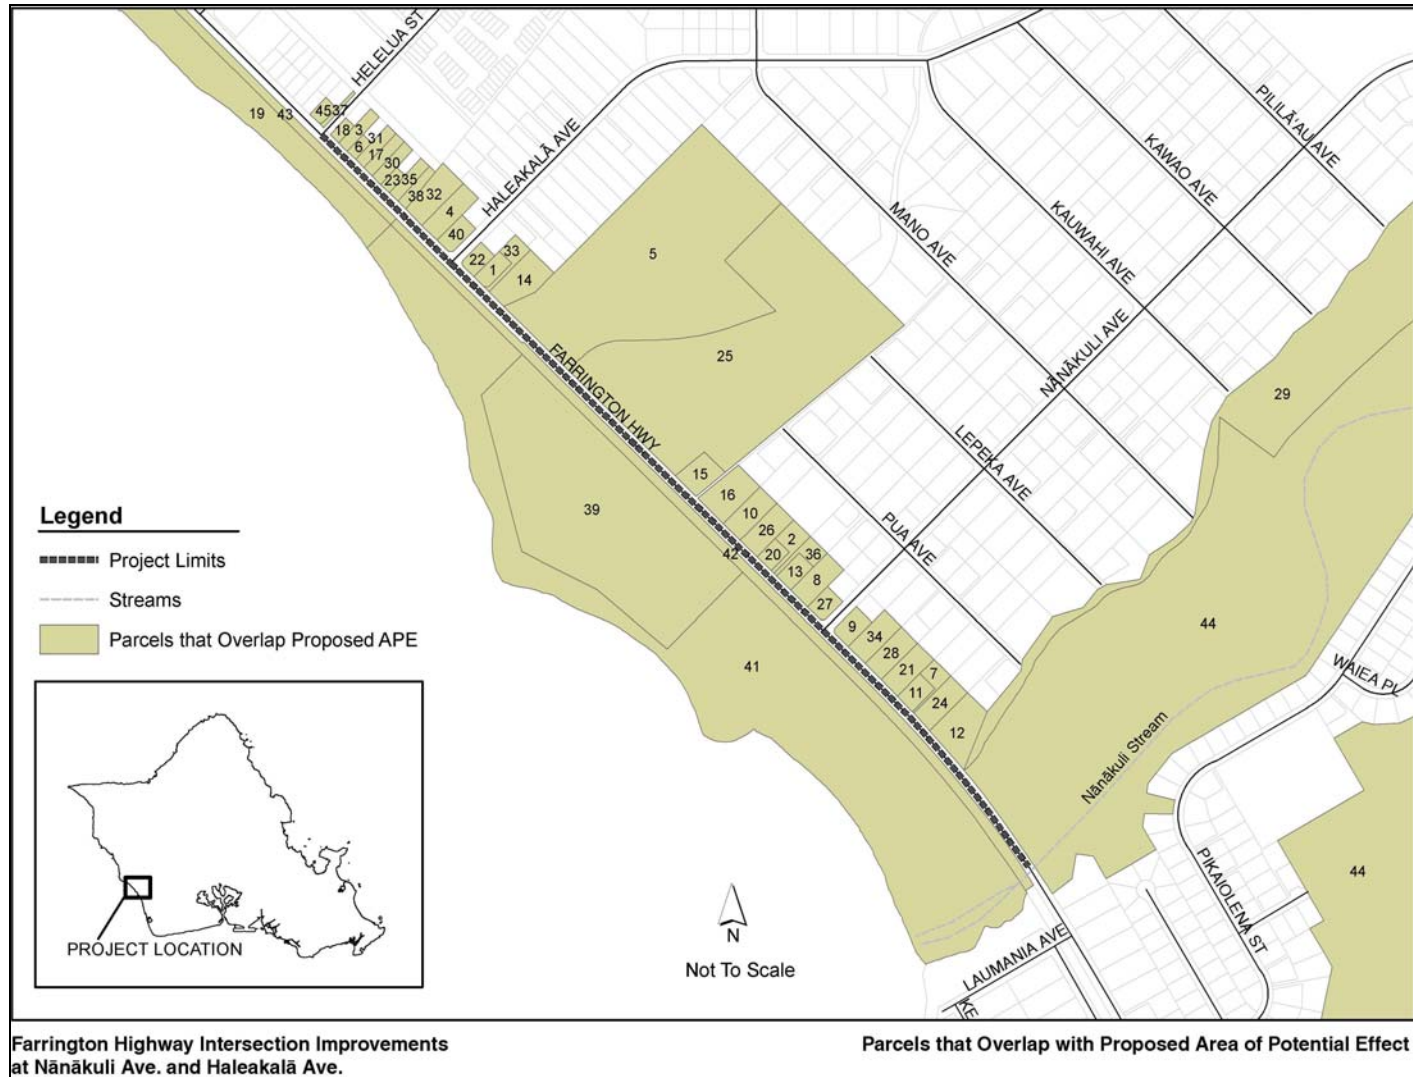 HELELUA ST
HALEAKALĀ AVE
PILILĀ'AU AVE
KAWAO AVE
KAUWAHI AVE
MANO AVE
NĀNĀKULI AVE
LEPEKA AVE
PUA AVE
FARRINGTON HWY
WAIEA PL
PIKAIOLENA ST
LAUMANIA AVE
KE
Nānākuli Stream
19
43
45
37
18
3
6
31
17
30
23
35
38
32
4
40
22
33
1
14
5
25
29
15
16
10
26
2
42
20
36
13
8
27
39
9
34
28
21
7
11
24
12
41
44
44
Legend
Project Limits
Streams
Parcels that Overlap Proposed APE
PROJECT LOCATION
N
Not To Scale
Farrington Highway Intersection Improvements
at Nānākuli Ave. and Haleakalā Ave.
Parcels that Overlap with Proposed Area of Potential Effect